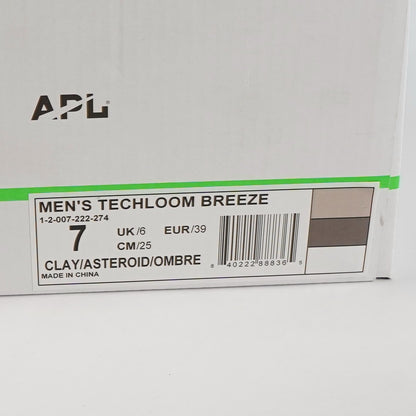 APL
MEN'S TECHLOOM BREEZE
1-2-007-222-274
7 UK/6 EUR/39
CM/25
CLAY/ASTEROID/OMBRE
MADE IN CHINA
8 40222 88836 5